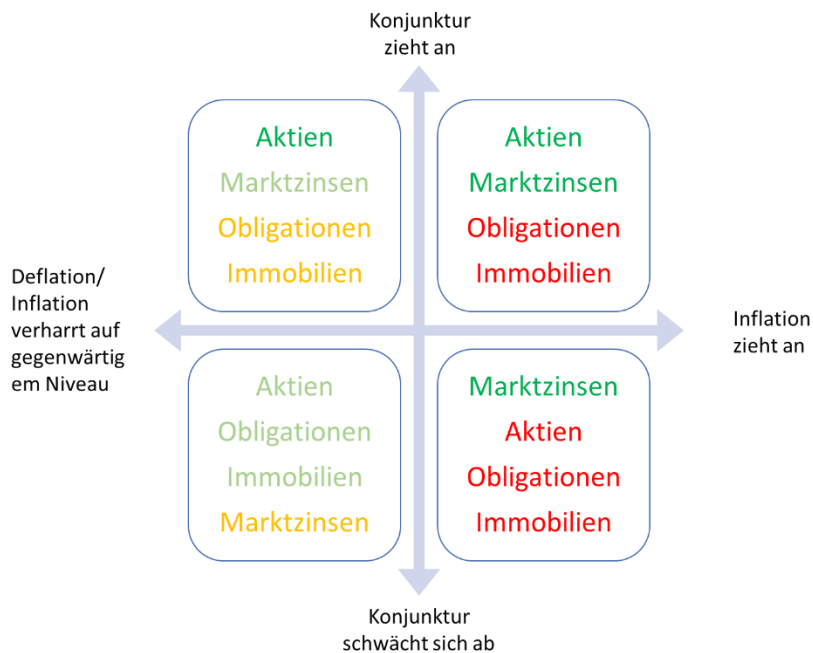 Konjunktur
zieht an
Aktien
Marktzinsen
Obligationen
Immobilien
Aktien
Marktzinsen
Obligationen
Immobilien
Deflation/
Inflation
verharrt auf
gegenwärtig
em Niveau
Inflation
zieht an
Aktien
Obligationen
Immobilien
Marktzinsen
Marktzinsen
Aktien
Obligationen
Immobilien
Konjunktur
schwächt sich ab